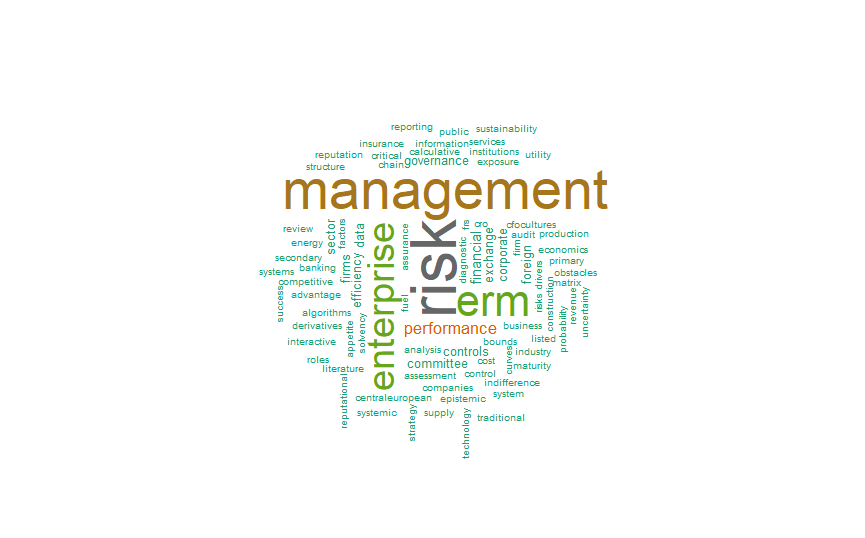 reporting
public
sustainability
insurance
information
services
reputation
critical
calculative
institutions
utility
structure
chain
governance
exposure
management
review
sector
factors
data
enterprise
assurance
risk
frs
cro
financial
exchange
corporate
cfocultures
audit
production
firm
foreign
energy
economics
secondary
primary
systems
banking
firms
efficiency
diagnostic
obstacles
competitive
matrix
advantage
success
fuel
erm
risks
drivers
construction
revenue
uncertainty
algorithms
derivatives
appetite
solvency
performance
business
probability
interactive
bounds
listed
roles
analysis
controls
curves
industry
literature
committee
cost
maturity
assessment
control
indifference
reputational
companies
system
centraleuropean
epistemic
systemic
strategy
supply
technology
traditional